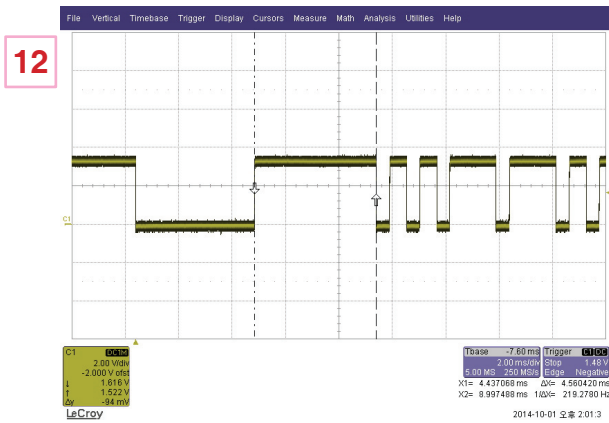 File Vertical Timebase Trigger Display Cursors Measure Math Analysis Utilities Help
12
C1
C1 DC1M
2.00 V/div
-2.000 V ofst
↓ 1.616 V
↑ 1.522 V
Δy -94 mV
Tbase -7.60 ms
2.00 ms/div
5.00 MS 250 MS/s
Trigger C1 DC
Stop 1.48 V
Edge Negative
X1= 4.437068 ms ΔX= 4.560420 ms
X2= 8.997488 ms 1/ΔX= 219.2780 Hz
LeCroy
2014-10-01 오후 2:01:3